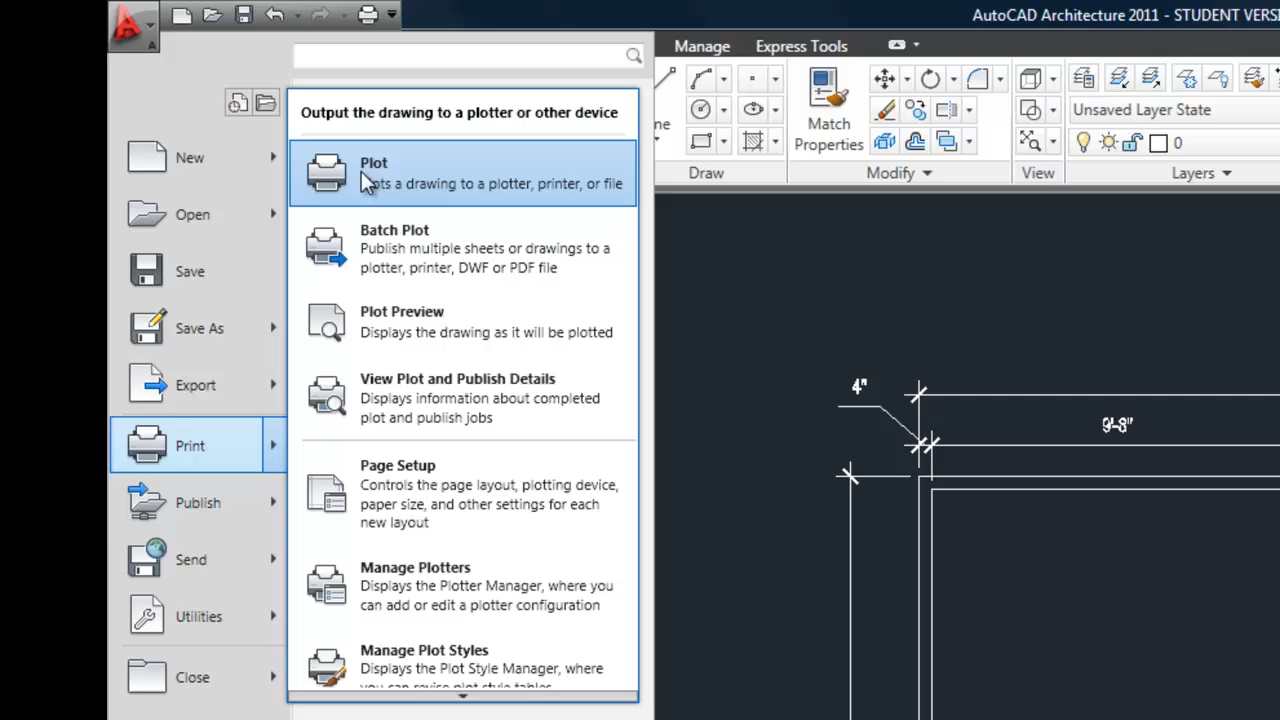 AutoCAD Architecture 2011 - STUDENT VERSI
Manage
Express Tools
Output the drawing to a plotter or other device
Plot
a drawing to a plotter, printer, or file
Batch Plot
Publish multiple sheets or drawings to a
plotter, printer, DWF or PDF file
Plot Preview
Displays the drawing as it will be plotted
View Plot and Publish Details
Displays information about completed
plot and publish jobs
Page Setup
Controls the page layout, plotting device,
paper size, and other settings for each
new layout
Manage Plotters
Displays the Plotter Manager, where you
can add or edit a plotter configuration
Manage Plot Styles
Displays the Plot Style Manager, where
you can revise plot style tables
New
Open
Save
Save As
Export
Print
Publish
Send
Utilities
Close
ne
Match
Properties
Unsaved Layer State
0
Draw
Modify
View
Layers
4"
9'-8"